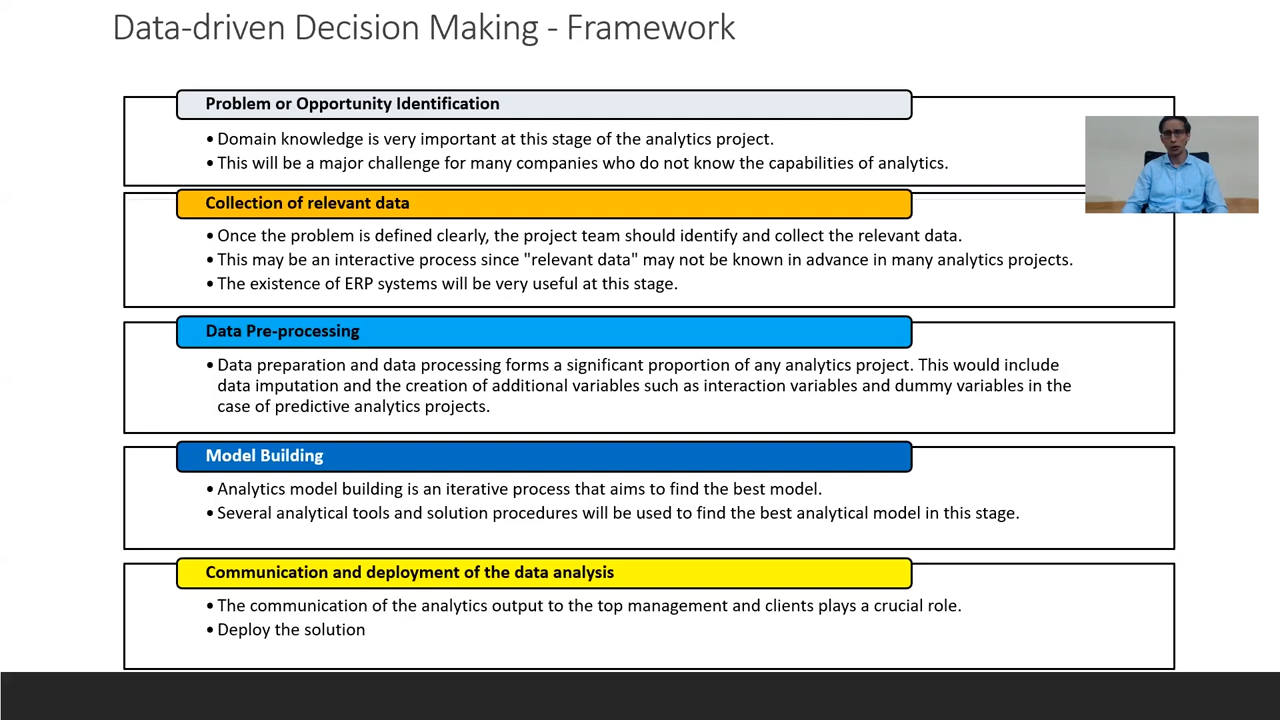 Data-driven Decision Making - Framework
Problem or Opportunity Identification
• Domain knowledge is very important at this stage of the analytics project.
• This will be a major challenge for many companies who do not know the capabilities of analytics.
Collection of relevant data
• Once the problem is defined clearly, the project team should identify and collect the relevant data.
• This may be an interactive process since "relevant data" may not be known in advance in many analytics projects.
• The existence of ERP systems will be very useful at this stage.
Data Pre-processing
• Data preparation and data processing forms a significant proportion of any analytics project. This would include
data imputation and the creation of additional variables such as interaction variables and dummy variables in the
case of predictive analytics projects.
Model Building
• Analytics model building is an iterative process that aims to find the best model.
• Several analytical tools and solution procedures will be used to find the best analytical model in this stage.
Communication and deployment of the data analysis
• The communication of the analytics output to the top management and clients plays a crucial role.
• Deploy the solution